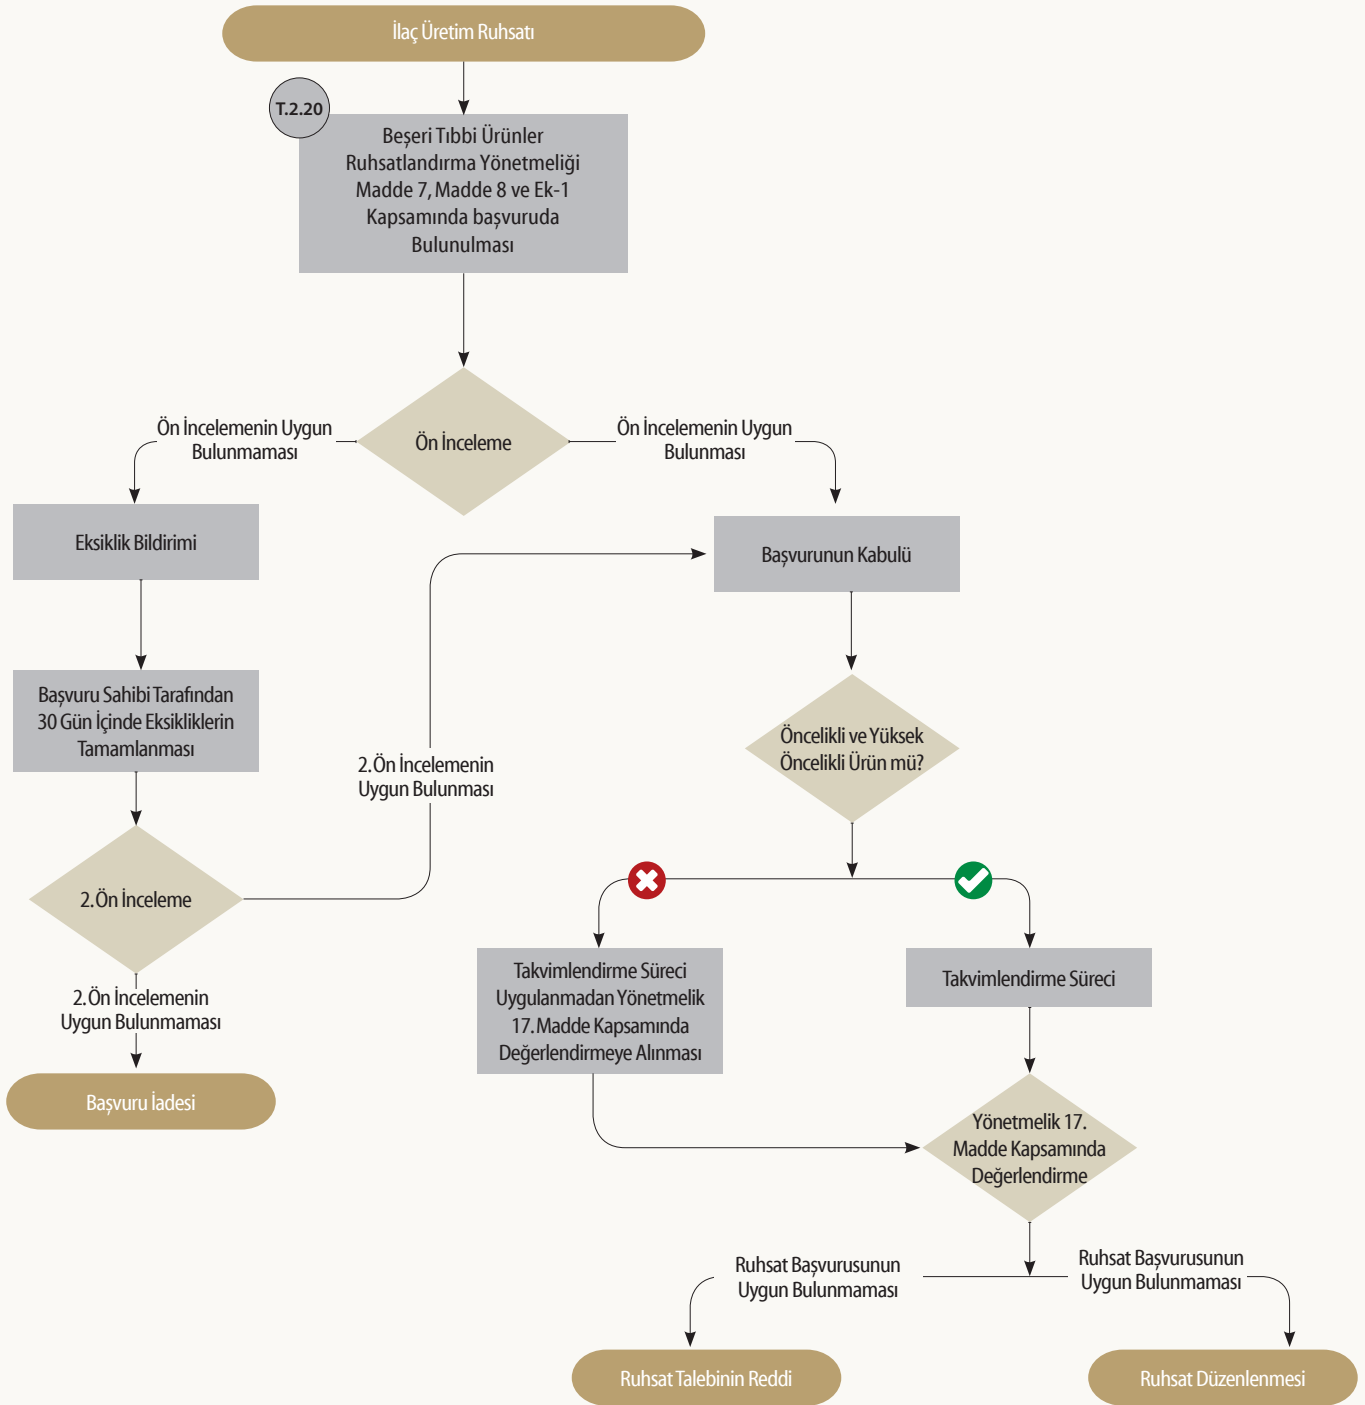 İlaç Üretim Ruhsatı
T.2.20
Beşeri Tıbbi Ürünler
Ruhsatlandırma Yönetmeliği
Madde 7, Madde 8 ve Ek-1
Kapsamında başvuruda
Bulunulması
Ön İnceleme
Ön İncelemenin Uygun
Bulunmaması
Ön İncelemenin Uygun
Bulunması
Eksiklik Bildirimi
Başvurunun Kabulü
Başvuru Sahibi Tarafından
30 Gün İçinde Eksikliklerin
Tamamlanması
2. Ön İncelemenin
Uygun Bulunması
Öncelikli ve Yüksek
Öncelikli Ürün mü?
2. Ön İnceleme
2. Ön İncelemenin
Uygun Bulunmaması
Başvuru İadesi
Takvimlendirme Süreci
Uygulanmadan Yönetmelik
17. Madde Kapsamında
Değerlendirmeye Alınması
Takvimlendirme Süreci
Yönetmelik 17.
Madde Kapsamında
Değerlendirme
Ruhsat Başvurusunun
Uygun Bulunmaması
Ruhsat Başvurusunun
Uygun Bulunmaması
Ruhsat Talebinin Reddi
Ruhsat Düzenlenmesi